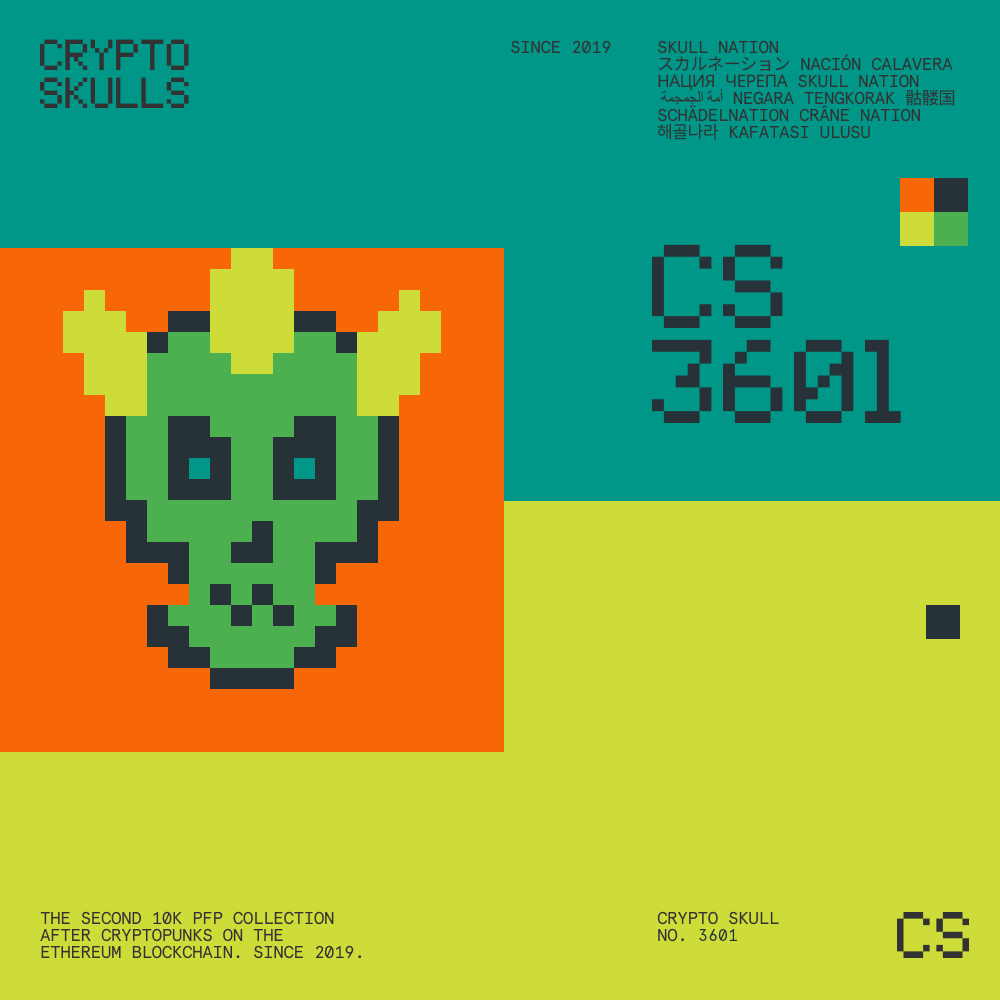 CRYPTO
SKULLS
SINCE 2019
SKULL NATION
スカルネーション NACIÓN CALAVERA
НАЦИЯ ЧЕРЕПА SKULL NATION
أمة الجمجمة NEGARA TENGKORAK 骷髅国
SCHÄDELNATION CRÂNE NATION
해골나라 KAFATASI ULUSU
CS
3601
THE SECOND 10K PFP COLLECTION
AFTER CRYPTOPUNKS ON THE
ETHEREUM BLOCKCHAIN. SINCE 2019.
CRYPTO SKULL
NO. 3601
CS